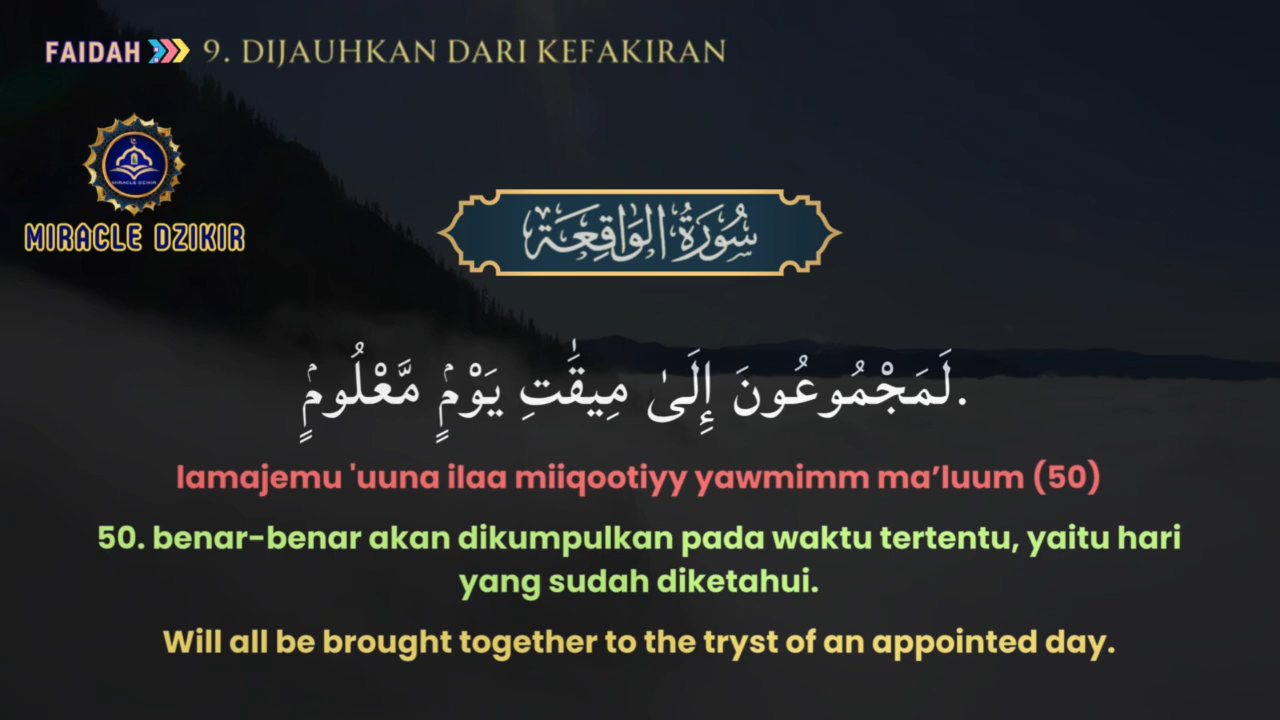 FAIDAH 9. DIJAUHKAN DARI KEFAKIRAN
MIRACLE DZIKIR
MIRACLE DZIKIR
سُورَةُ الوَاقِعَة
لَمَجْمُوعُونَ إِلَىٰ مِيقَٰتِ يَوْمٍۢ مَّعْلُومٍۢ.
lamajemu 'uuna ilaa miiqootiyy yawmimm ma’luum (50)
50. benar-benar akan dikumpulkan pada waktu tertentu, yaitu hari
yang sudah diketahui.
Will all be brought together to the tryst of an appointed day.